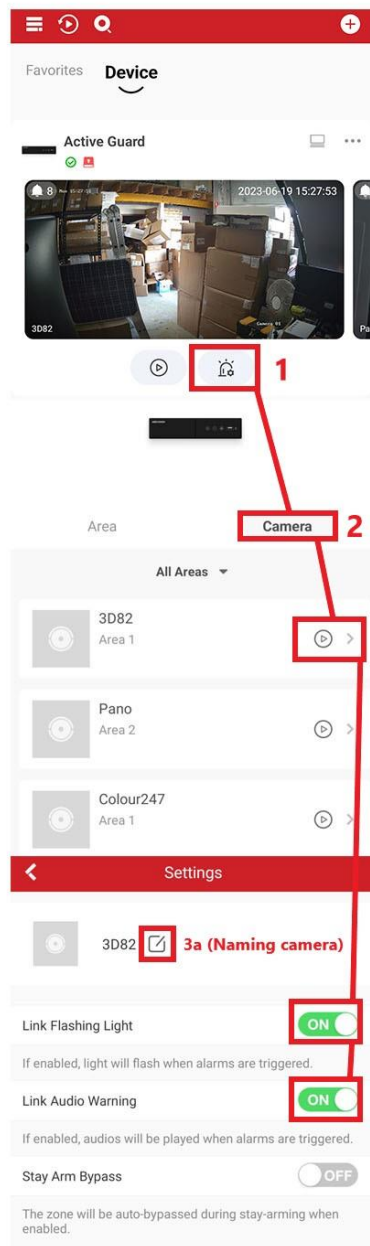 Favorites Device
Active Guard
8 2023-06-19 15:27:53
3D82 Camera 01 Pa
1
Area Camera 2
All Areas
3D82
Area 1
Pano
Area 2
Colour247
Area 1
Settings
3D82 3a (Naming camera)
Link Flashing Light ON
If enabled, light will flash when alarms are triggered.
Link Audio Warning ON
If enabled, audios will be played when alarms are triggered.
Stay Arm Bypass OFF
The zone will be auto-bypassed during stay-arming when
enabled.